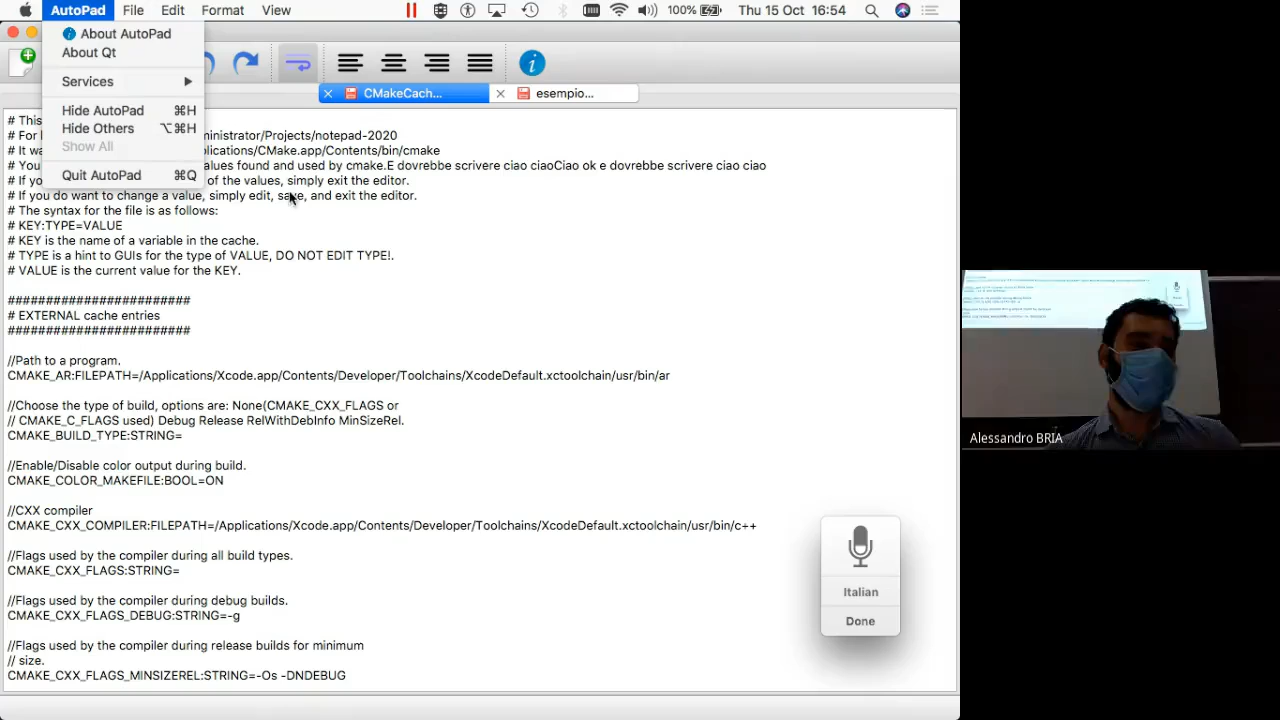 AutoPad File Edit Format View 100% Thu 15 Oct 16:54
About AutoPad
About Qt
Services
Hide AutoPad ⌘H
Hide Others ⌥⌘H
Show All
Quit AutoPad ⌘Q
CMakeCach... esempio...
# This
# For ministrator/Projects/notepad-2020
# It wa plications/CMake.app/Contents/bin/cmake
# You alues found and used by cmake.E dovrebbe scrivere ciao ciaoCiao ok e dovrebbe scrivere ciao ciao
# If you of the values, simply exit the editor.
# If you do want to change a value, simply edit, save, and exit the editor.
# The syntax for the file is as follows:
# KEY:TYPE=VALUE
# KEY is the name of a variable in the cache.
# TYPE is a hint to GUIs for the type of VALUE, DO NOT EDIT TYPE!.
# VALUE is the current value for the KEY.
########################
# EXTERNAL cache entries
########################
//Path to a program.
CMAKE_AR:FILEPATH=/Applications/Xcode.app/Contents/Developer/Toolchains/XcodeDefault.xctoolchain/usr/bin/ar
//Choose the type of build, options are: None(CMAKE_CXX_FLAGS or
// CMAKE_C_FLAGS used) Debug Release RelWithDebInfo MinSizeRel.
CMAKE_BUILD_TYPE:STRING=
//Enable/Disable color output during build.
CMAKE_COLOR_MAKEFILE:BOOL=ON
//CXX compiler
CMAKE_CXX_COMPILER:FILEPATH=/Applications/Xcode.app/Contents/Developer/Toolchains/XcodeDefault.xctoolchain/usr/bin/c++
//Flags used by the compiler during all build types.
CMAKE_CXX_FLAGS:STRING=
//Flags used by the compiler during debug builds.
CMAKE_CXX_FLAGS_DEBUG:STRING=-g
//Flags used by the compiler during release builds for minimum
// size.
CMAKE_CXX_FLAGS_MINSIZEREL:STRING=-Os -DNDEBUG
Italian
Done
Alessandro BRIA